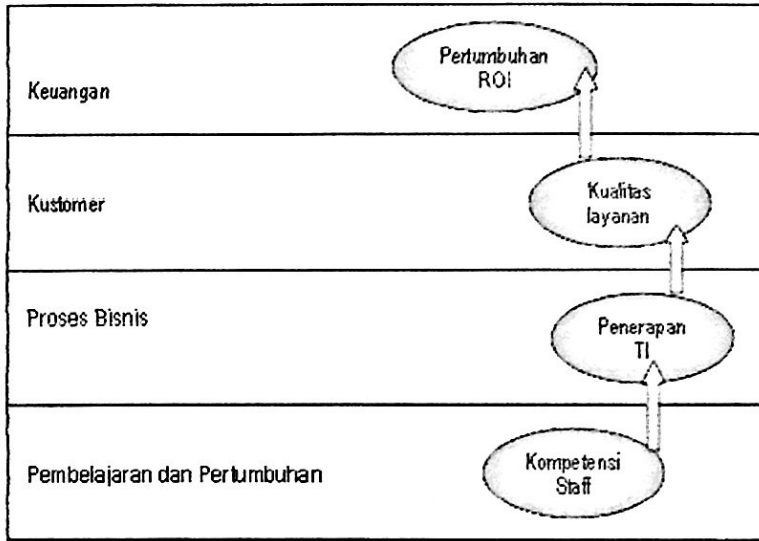 Pertumbuhan
ROI
Keuangan
Kualitas
layanan
Kustomer
Proses Bisnis
Penerapan
TI
Kompetensi
Staff
Pembelajaran dan Pertumbuhan